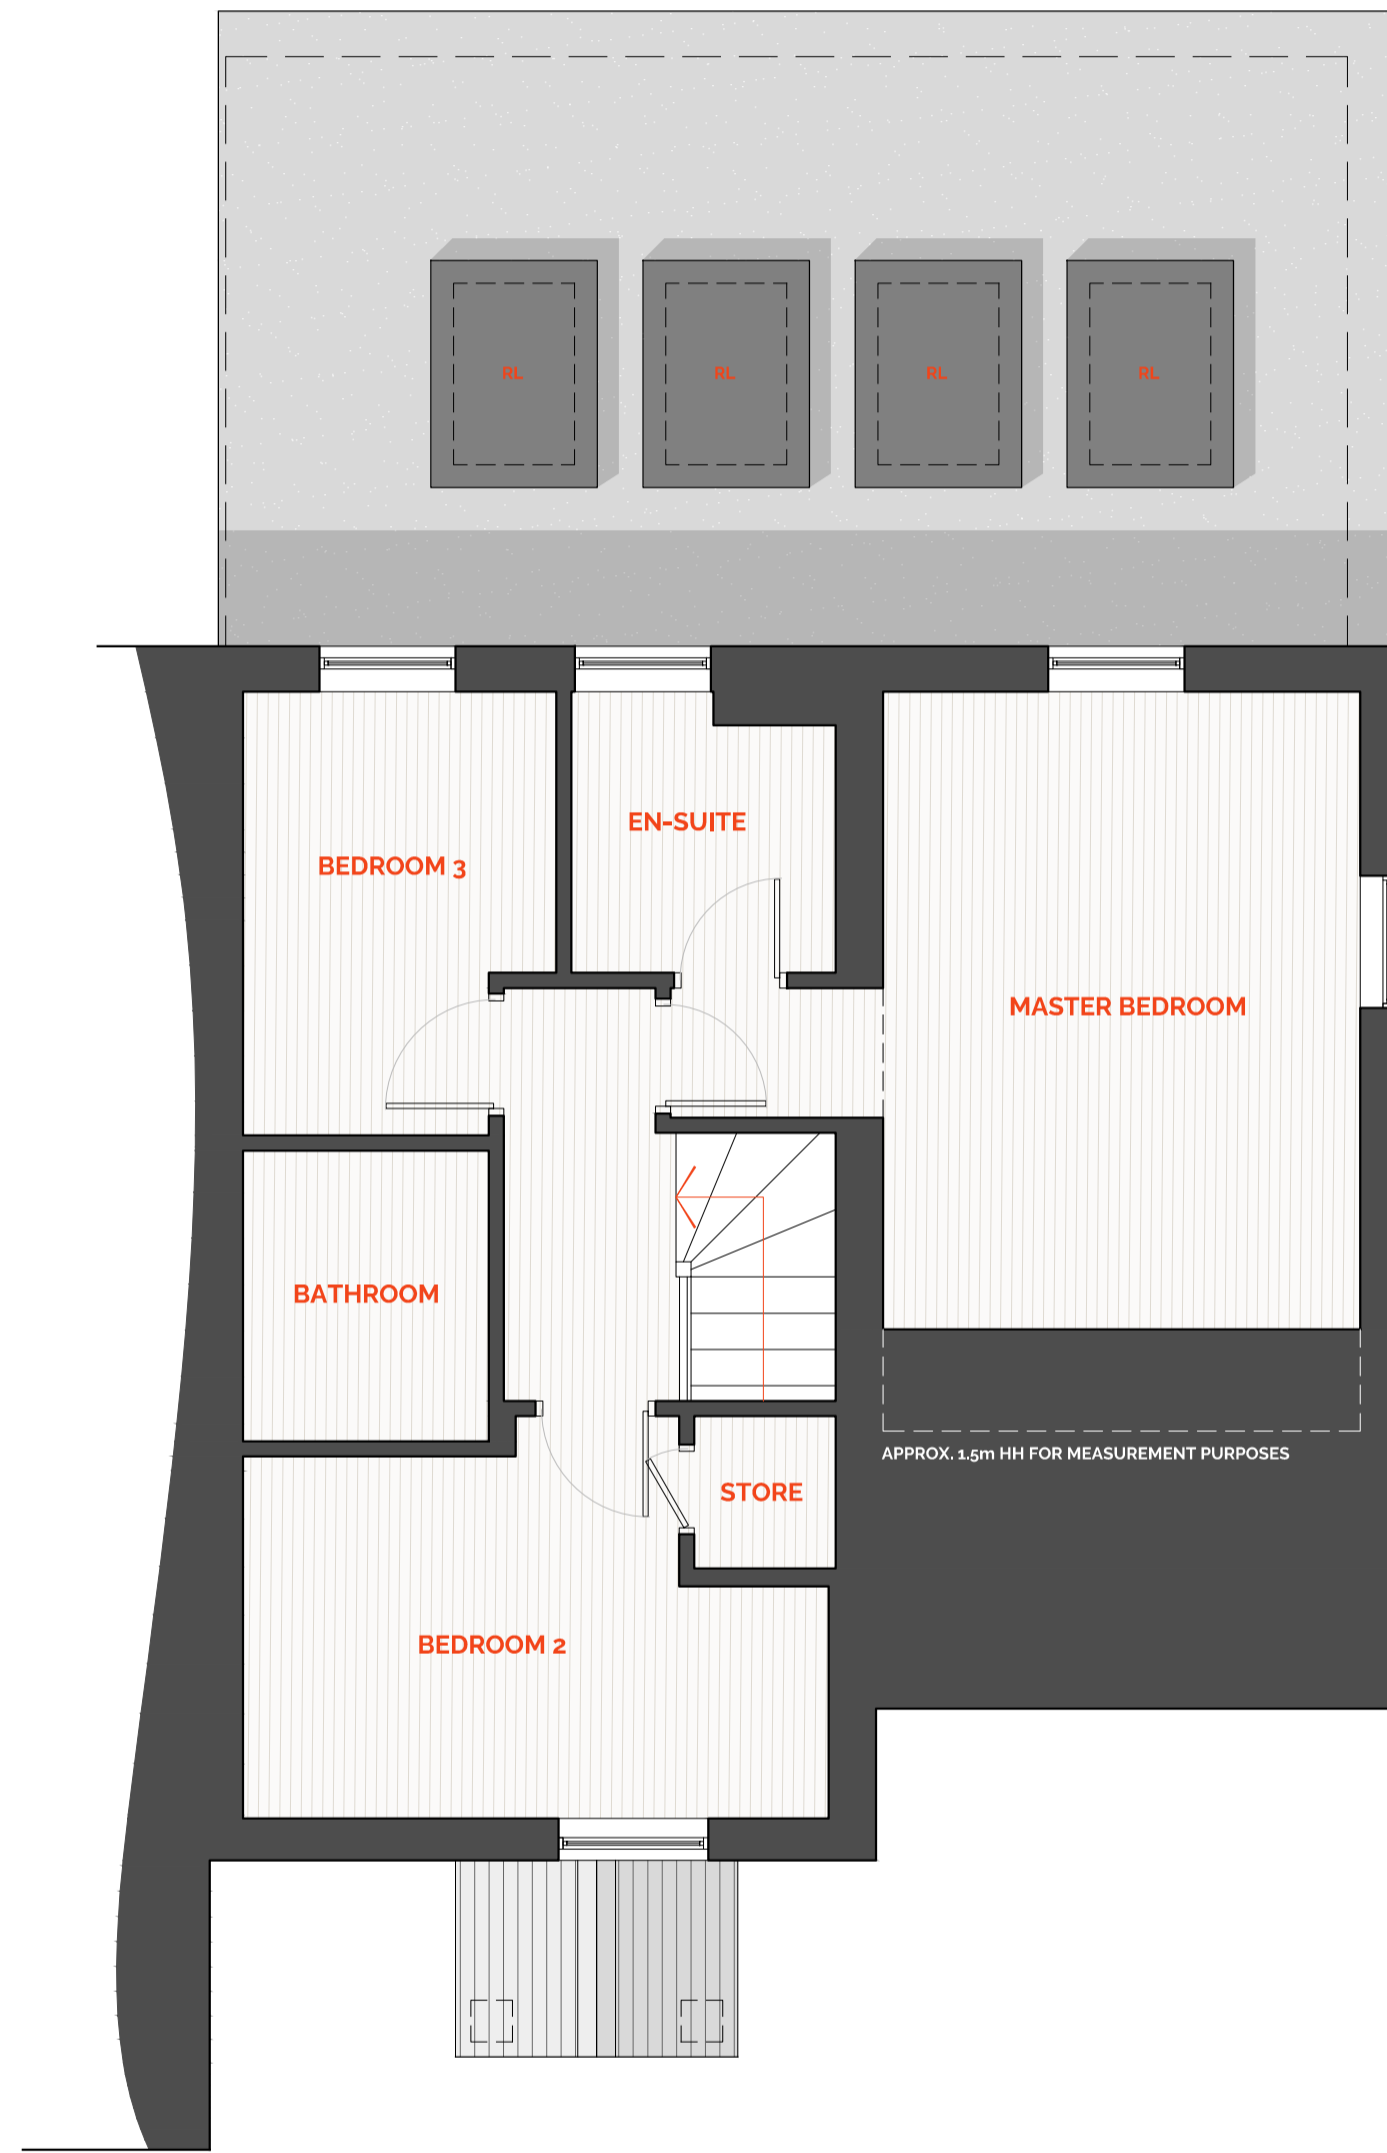 RL RL RL RL
EN-SUITE
BEDROOM 3
MASTER BEDROOM
BATHROOM
APPROX. 1.5m HH FOR MEASUREMENT PURPOSES
STORE
BEDROOM 2